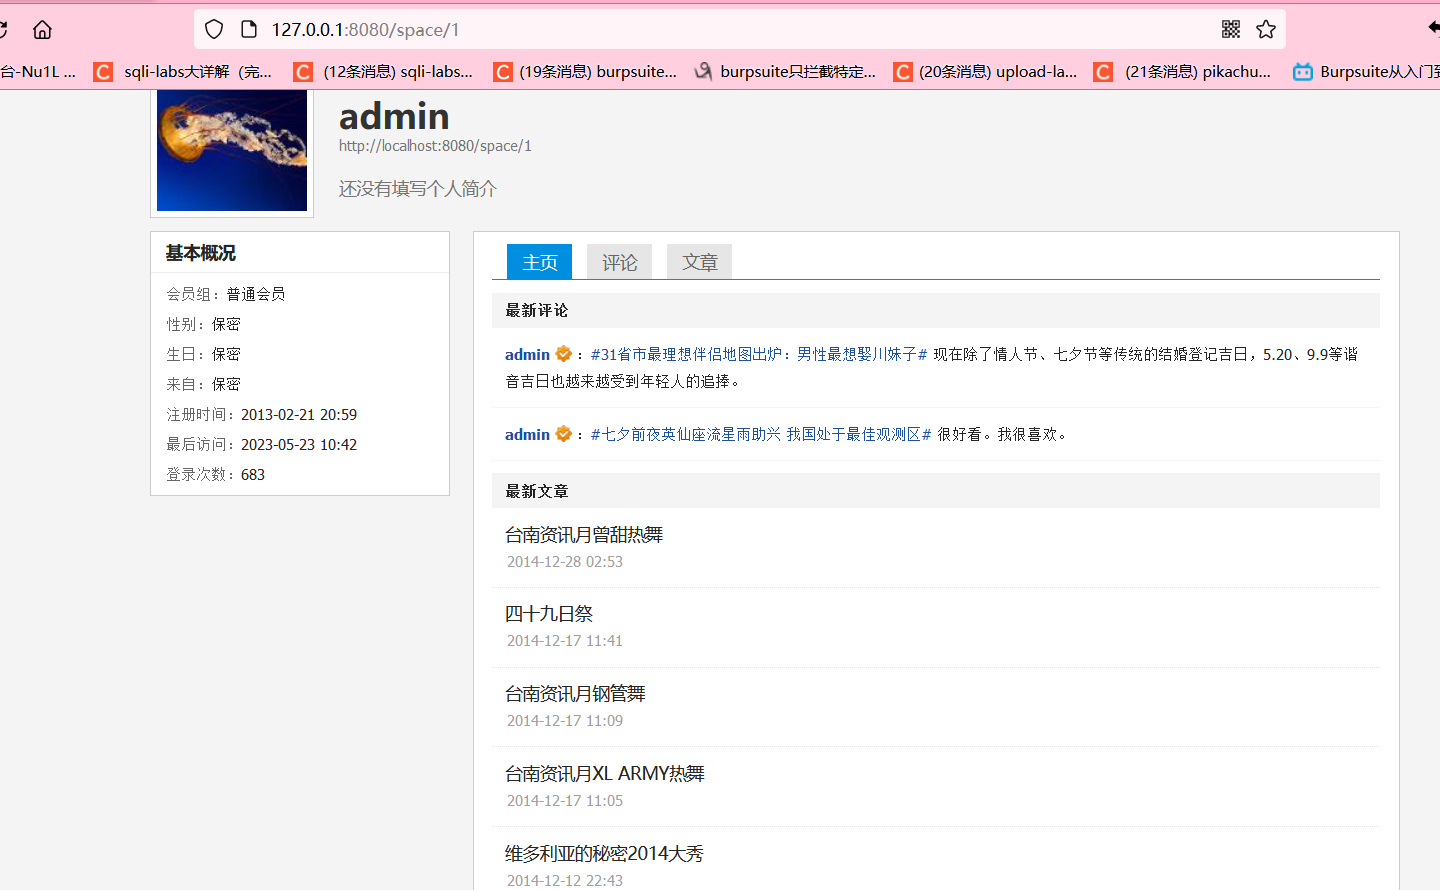 127.0.0.1:8080/space/1
台-Nu1L ... sqli-labs大详解（完... (12条消息) sqli-labs... (19条消息) burpsuite... burpsuite只拦截特定... (20条消息) upload-la... (21条消息) pikachu... Burpsuite从入门到
admin
http://localhost:8080/space/1
还没有填写个人简介
基本概况
会员组：普通会员
性别：保密
生日：保密
来自：保密
注册时间：2013-02-21 20:59
最后访问：2023-05-23 10:42
登录次数：683
主页 评论 文章
最新评论
admin ：#31省市最理想伴侣地图出炉：男性最想娶川妹子# 现在除了情人节、七夕节等传统的结婚登记吉日，5.20、9.9等谐
音吉日也越来越受到年轻人的追捧。
admin ：#七夕前夜英仙座流星雨助兴 我国处于最佳观测区# 很好看。我很喜欢。
最新文章
台南资讯月曾甜热舞
2014-12-28 02:53
四十九日祭
2014-12-17 11:41
台南资讯月钢管舞
2014-12-17 11:09
台南资讯月XL ARMY热舞
2014-12-17 11:05
维多利亚的秘密2014大秀
2014-12-12 22:43